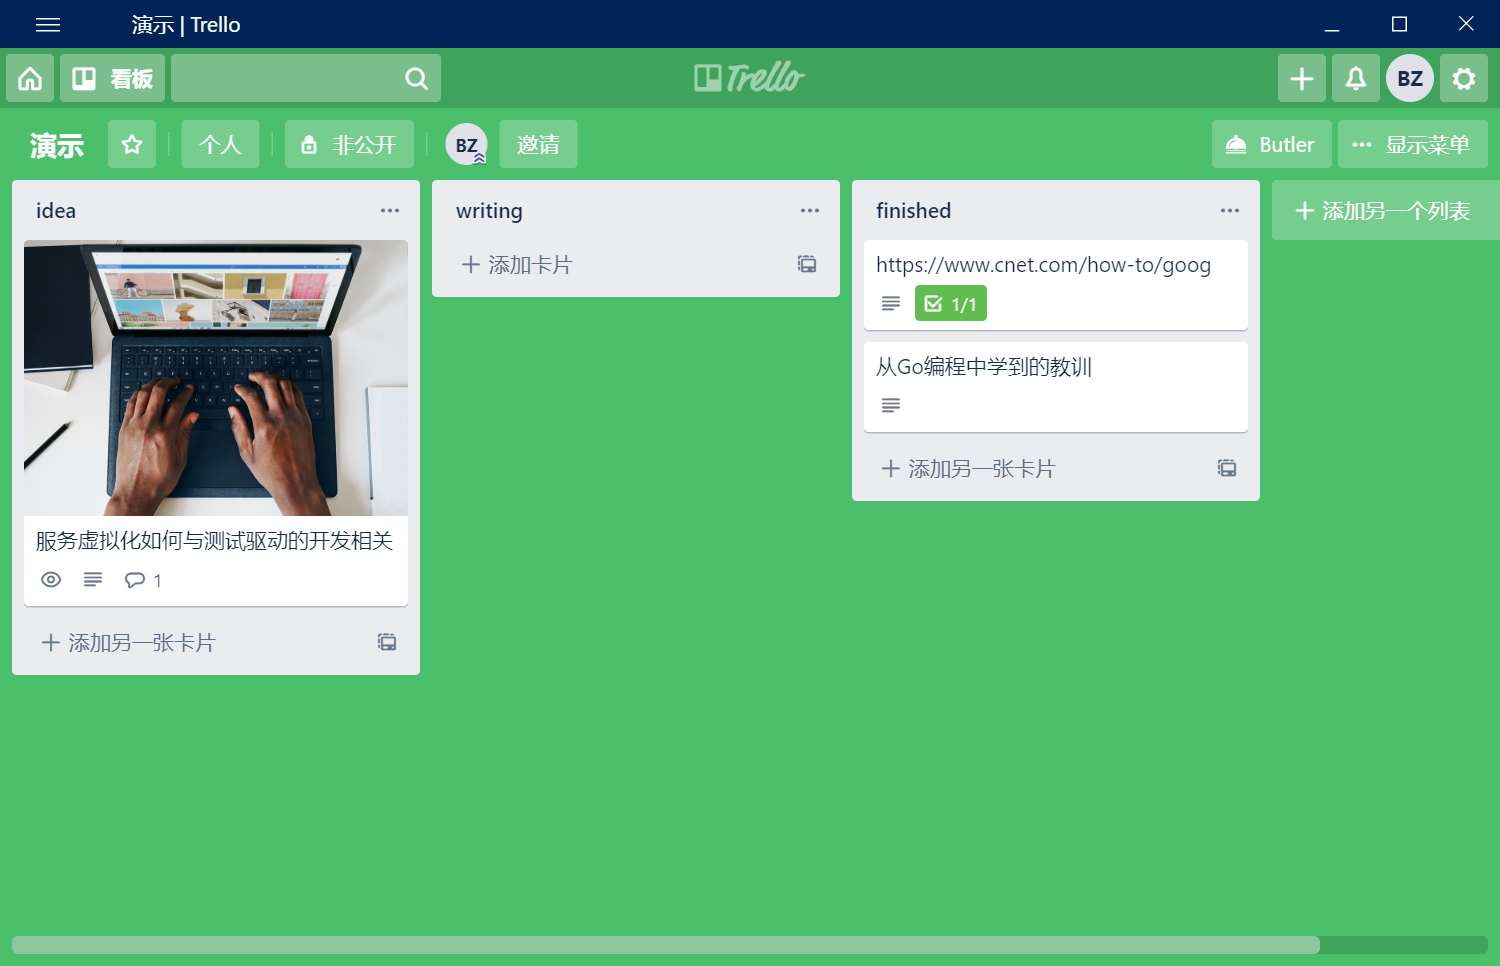 演示 | Trello
看板
Trello
BZ
演示
个人
非公开
BZ
邀请
Butler
显示菜单
idea
服务虚拟化如何与测试驱动的开发相关
1
添加另一张卡片
writing
添加卡片
finished
https://www.cnet.com/how-to/goog
1/1
从Go编程中学到的教训
添加另一张卡片
添加另一个列表